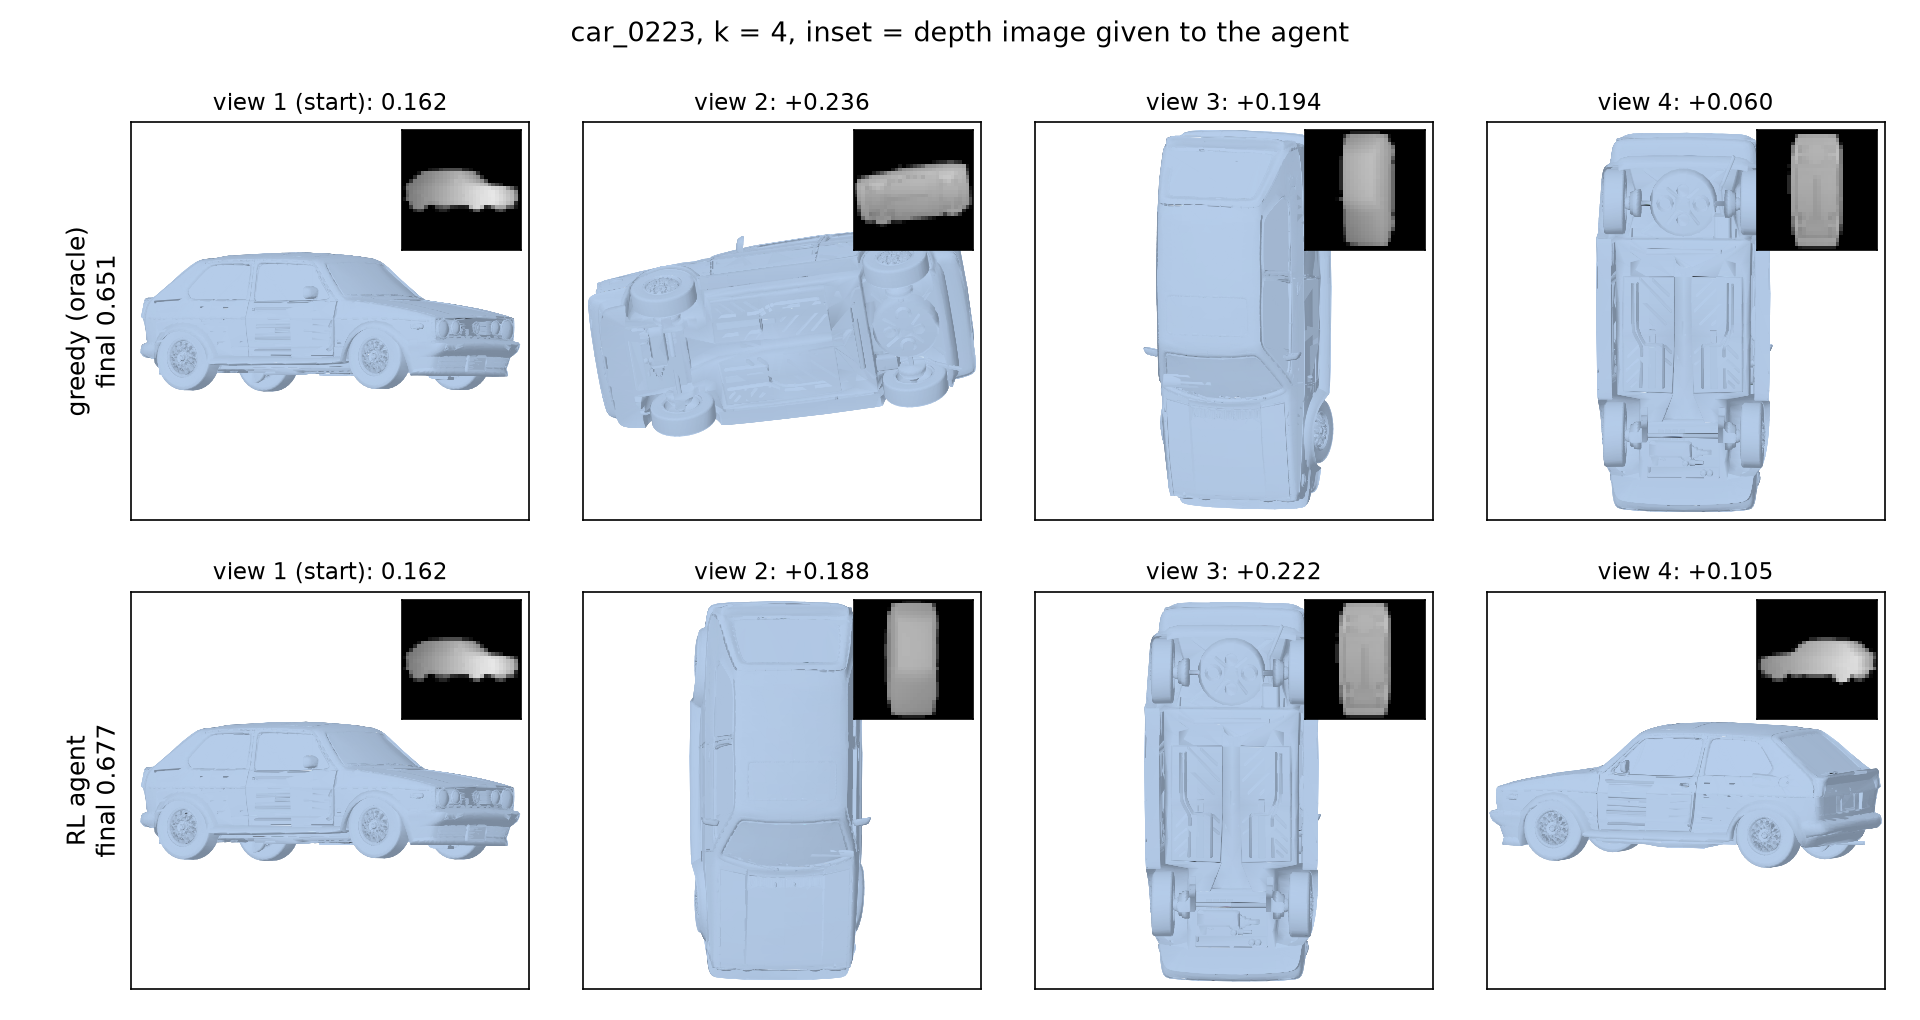 car_0223, k = 4, inset = depth image given to the agent
view 1 (start): 0.162
view 2: +0.236
view 3: +0.194
view 4: +0.060
greedy (oracle)
final 0.651
view 1 (start): 0.162
view 2: +0.188
view 3: +0.222
view 4: +0.105
RL agent
final 0.677